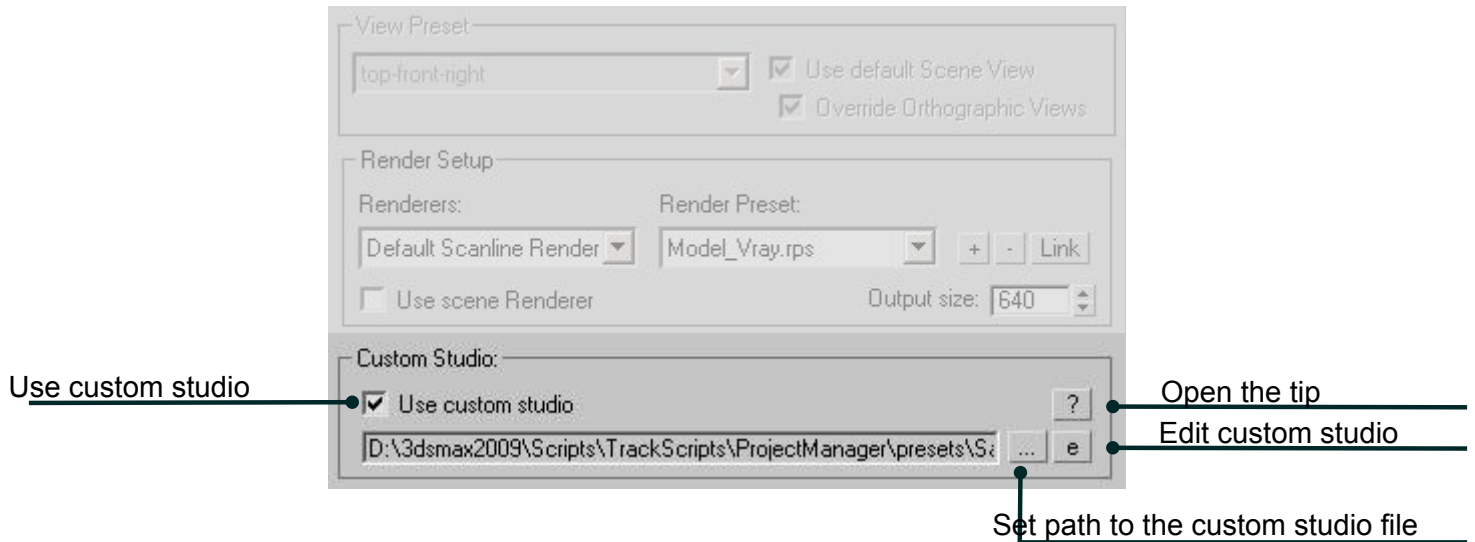 View Preset
top-front-right
Use default Scene View
Override Orthographic Views
Render Setup
Renderers:
Render Preset:
Default Scanline Render
Model_Vray.rps
+
-
Link
Use scene Renderer
Output size: 640
Custom Studio:
Use custom studio
Use custom studio
?
Open the tip
D:\3dsmax2009\Scripts\TrackScripts\ProjectManager\presets\Sa
...
e
Edit custom studio
Set path to the custom studio file